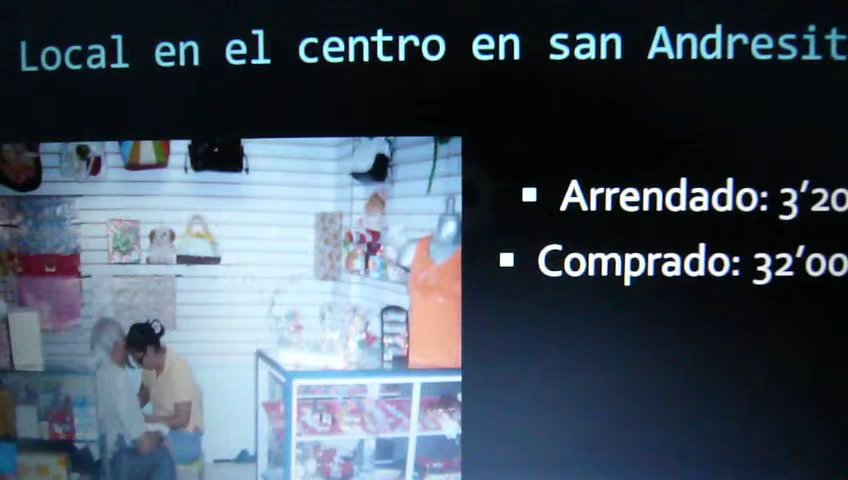 Local en el centro en san Andresit
Arrendado: 3'20
Comprado: 32'00